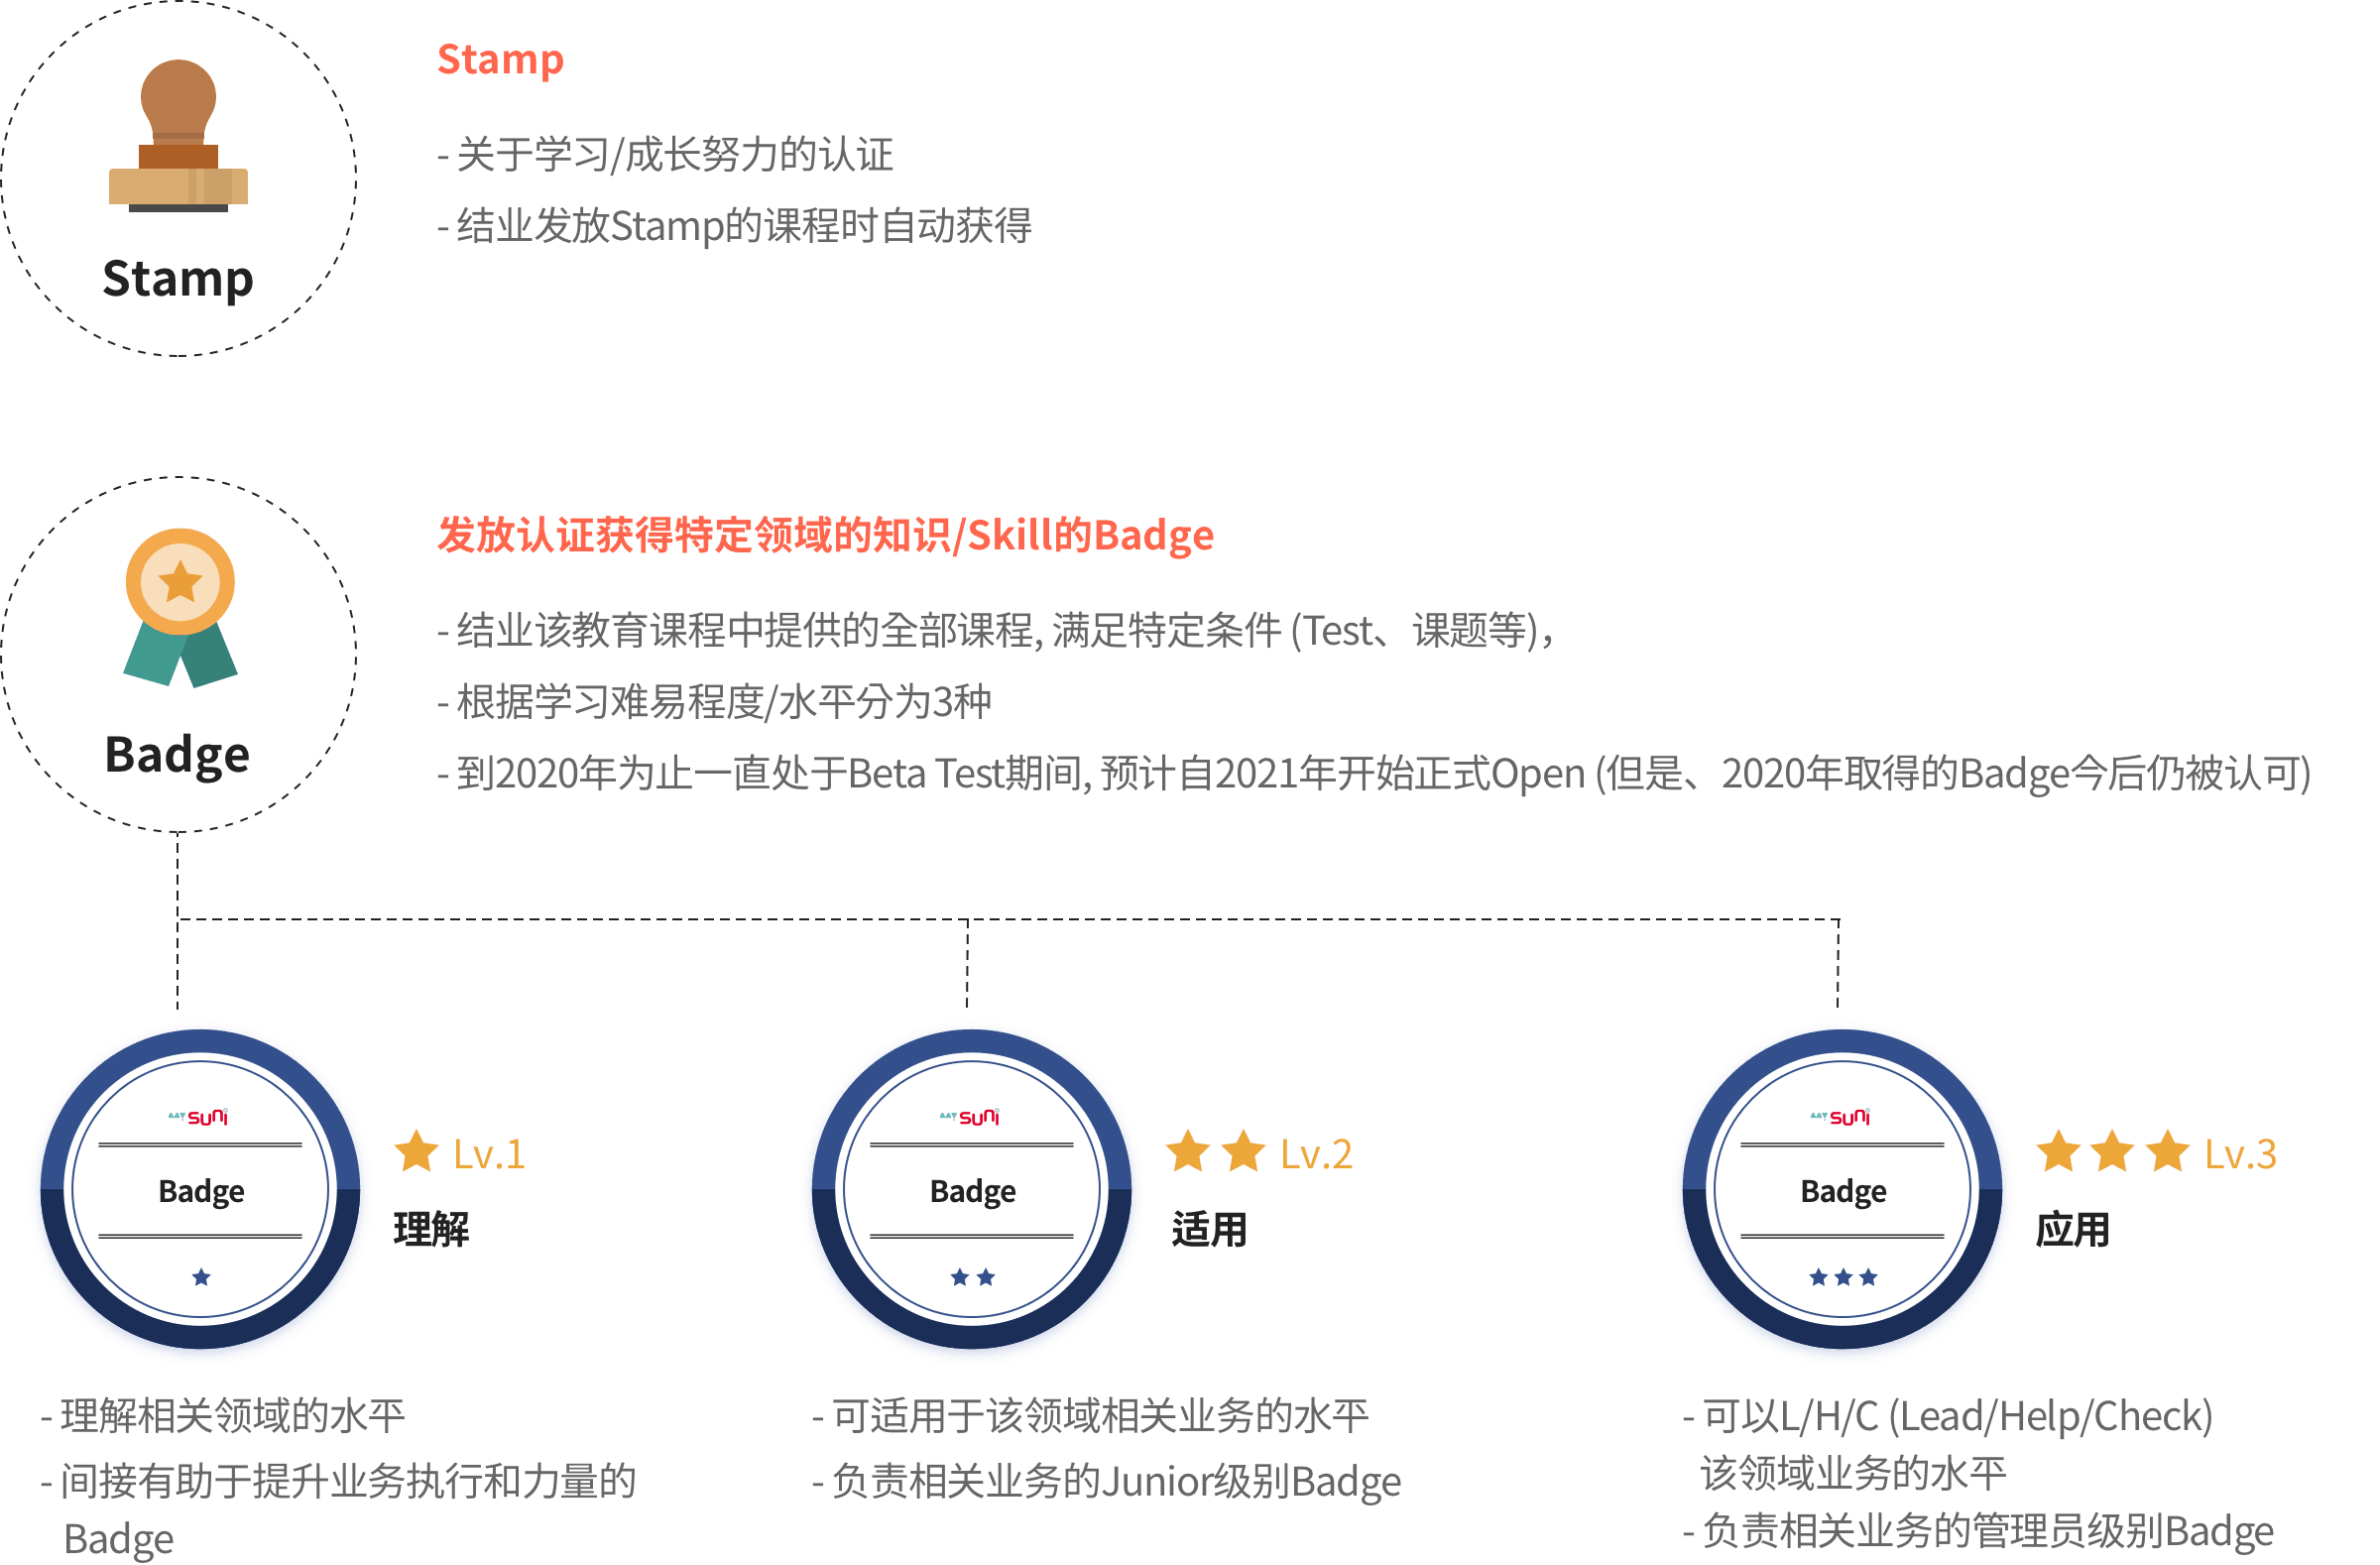 Stamp
Stamp
- 关于学习/成长努力的认证
- 结业发放Stamp的课程时自动获得
Badge
发放认证获得特定领域的知识/Skill的Badge
- 结业该教育课程中提供的全部课程, 满足特定条件 (Test、课题等)，
- 根据学习难易程度/水平分为3种
- 到2020年为止一直处于Beta Test期间, 预计自2021年开始正式Open (但是、2020年取得的Badge今后仍被认可)
suni
Badge
Lv.1
理解
- 理解相关领域的水平
- 间接有助于提升业务执行和力量的
Badge
suni
Badge
Lv.2
适用
- 可适用于该领域相关业务的水平
- 负责相关业务的Junior级别Badge
suni
Badge
Lv.3
应用
- 可以L/H/C (Lead/Help/Check)
该领域业务的水平
- 负责相关业务的管理员级别Badge